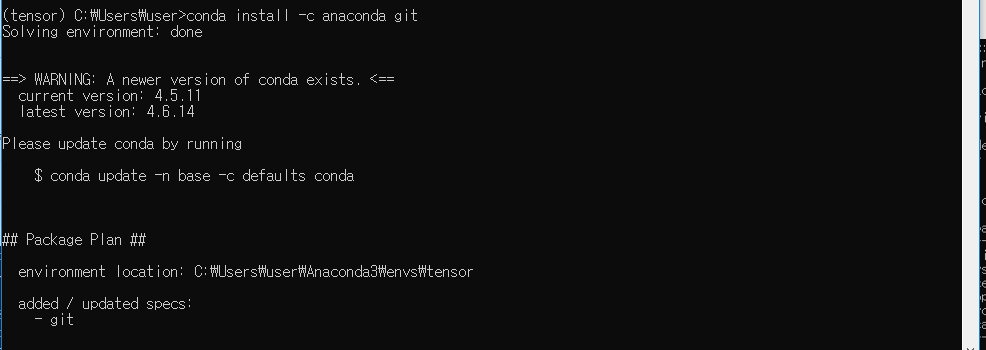 (tensor) C:₩Users₩user>conda install -c anaconda git
Solving environment: done
==> WARNING: A newer version of conda exists. <==
current version: 4.5.11
latest version: 4.6.14
Please update conda by running
$ conda update -n base -c defaults conda
## Package Plan ##
environment location: C:₩Users₩user₩Anaconda3₩envs₩tensor
added / updated specs:
- git